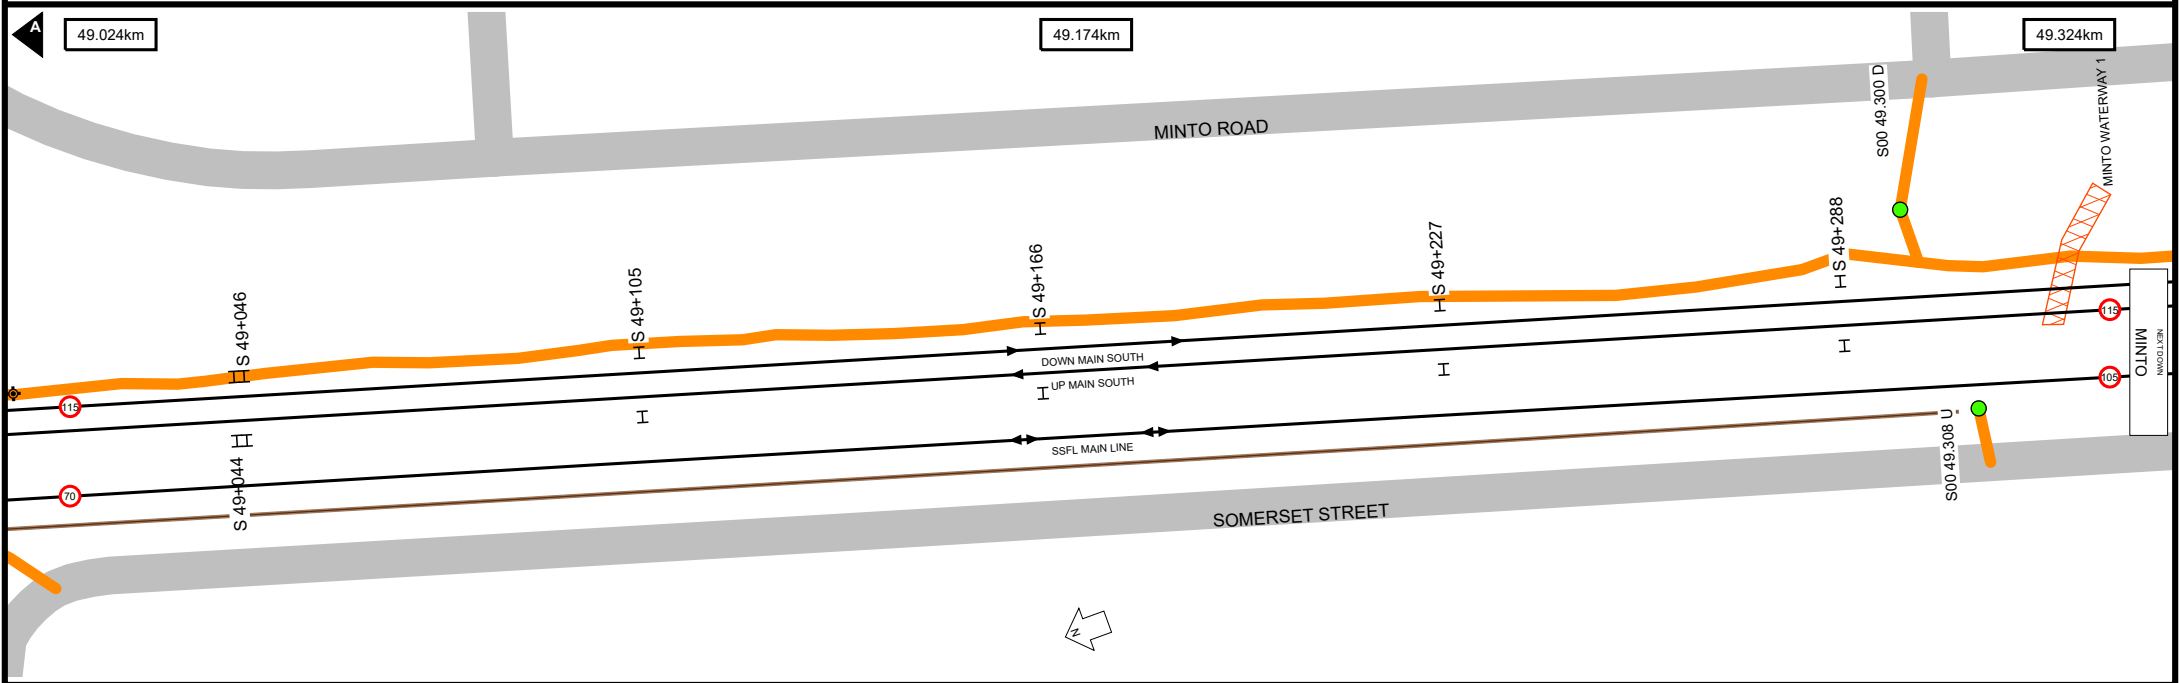 A
49.024km
49.174km
49.324km
MINTO ROAD
S00 49.300 D
MINTO WATERWAY 1
S 49+046
S 49+105
S 49+166
S 49+227
S 49+288
115
115
DOWN MAIN SOUTH
UP MAIN SOUTH
105
NEXT DOWN
MINTO
70
S 49+044
SSFL MAIN LINE
S00 49.308 U
SOMERSET STREET
N